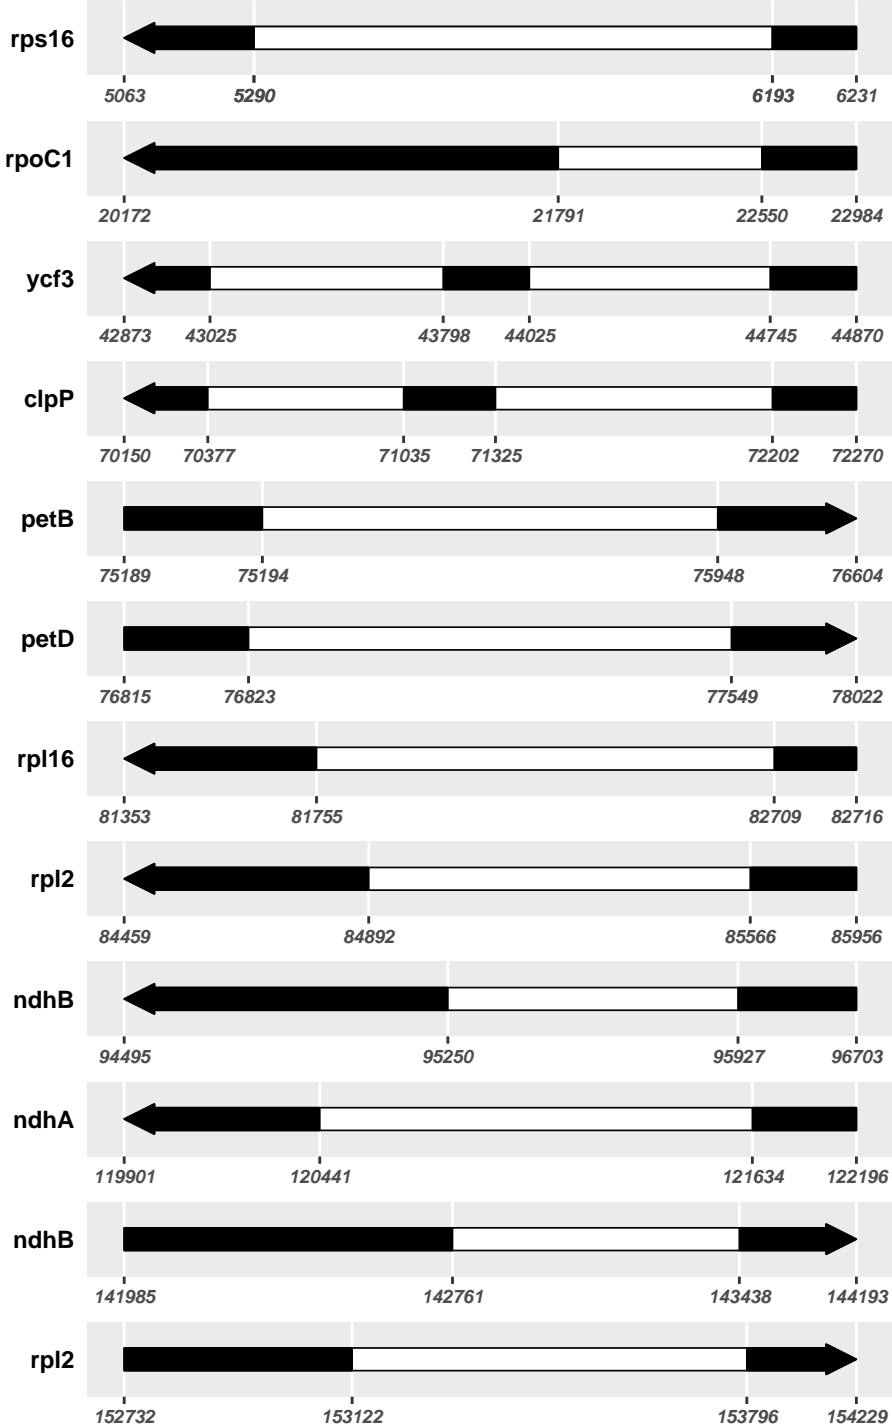 rps16
5063 5290 6193 6231
rpoC1
20172 21791 22550 22984
ycf3
42873 43025 43798 44025 44745 44870
clpP
70150 70377 71035 71325 72202 72270
petB
75189 75194 75948 76604
petD
76815 76823 77549 78022
rpl16
81353 81755 82709 82716
rpl2
84459 84892 85566 85956
ndhB
94495 95250 95927 96703
ndhA
119901 120441 121634 122196
ndhB
141985 142761 143438 144193
rpl2
152732 153122 153796 154229